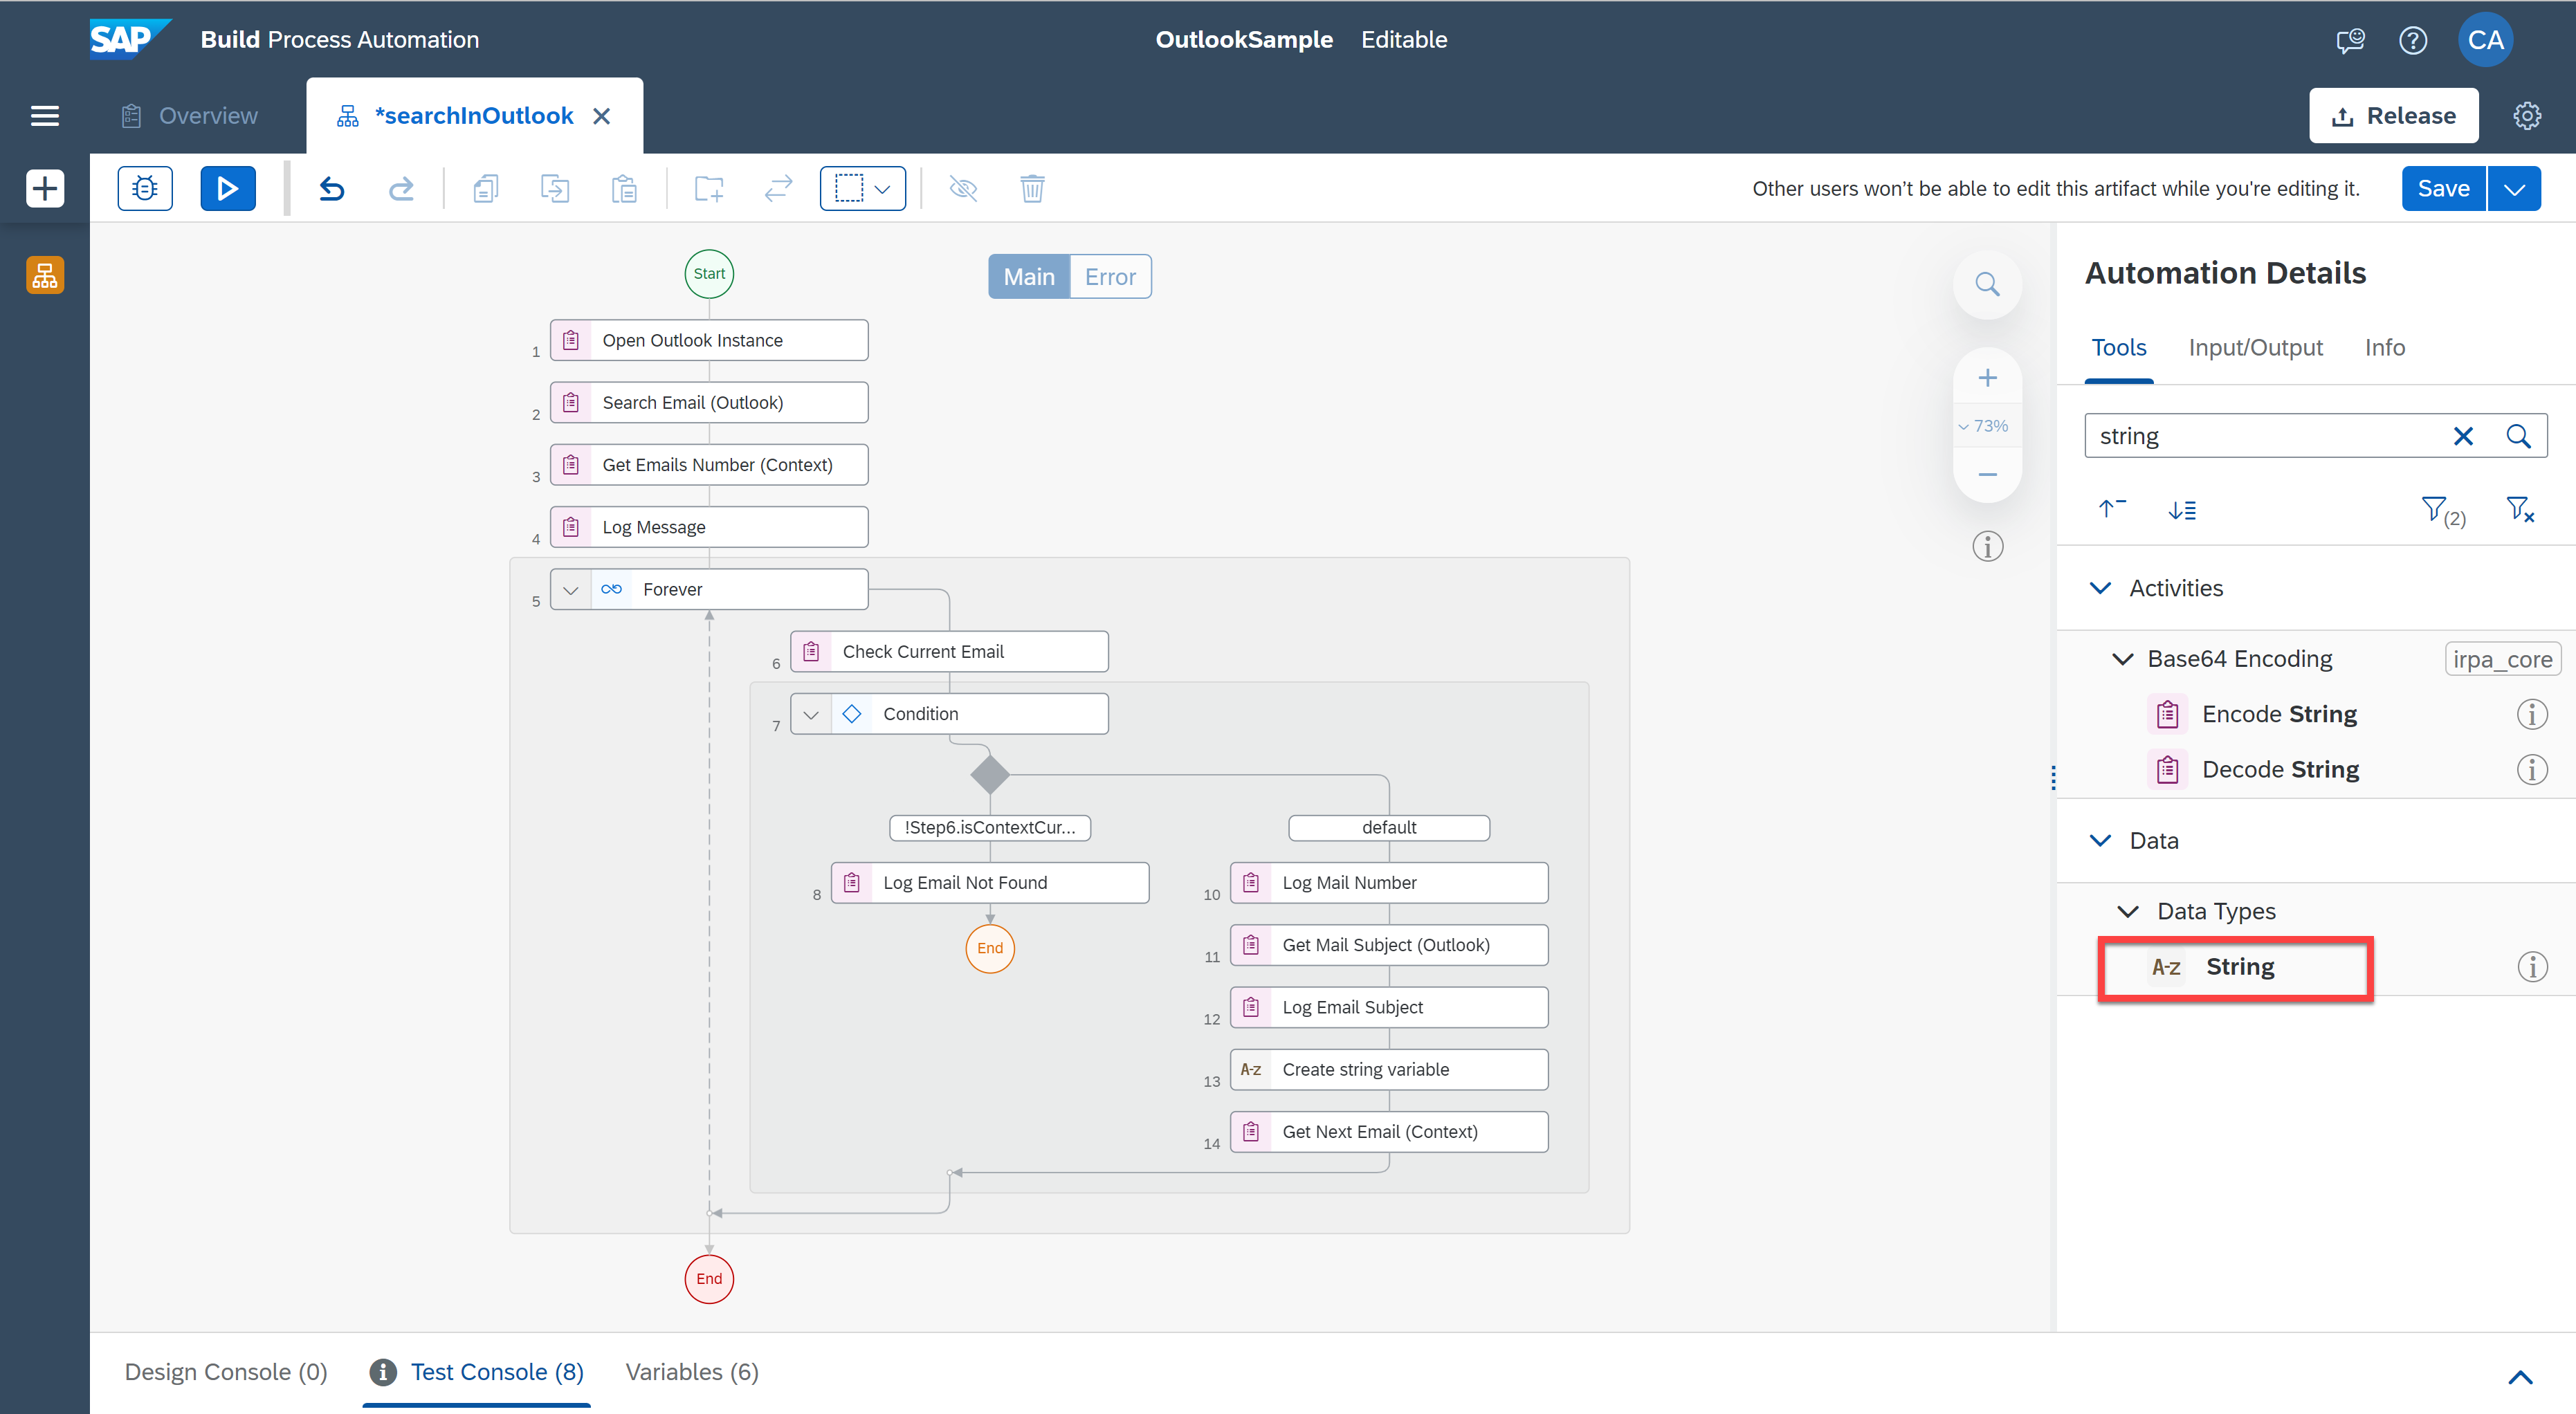 SAP
Build Process Automation
OutlookSample Editable
CA
Overview
*searchInOutlook
Release
Other users won't be able to edit this artifact while you're editing it.
Save
Start
Main
Error
1
Open Outlook Instance
2
Search Email (Outlook)
3
Get Emails Number (Context)
4
Log Message
5
Forever
6
Check Current Email
7
Condition
!Step6.isContextCur...
default
8
Log Email Not Found
End
10
Log Mail Number
11
Get Mail Subject (Outlook)
12
Log Email Subject
13
A-z
Create string variable
14
Get Next Email (Context)
End
73%
Automation Details
Tools
Input/Output
Info
string
(2)
Activities
Base64 Encoding
irpa_core
Encode String
Decode String
Data
Data Types
A-z
String
Design Console (0)
Test Console (8)
Variables (6)